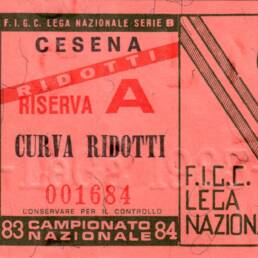 F.I.G.C. LEGA NAZIONALE SERIE B
CESENA
RIDOTTI
RISERVA A
CURVA RIDOTTI
001684
CONSERVARE PER IL CONTROLLO
83 CAMPIONATO NAZIONALE 84
F.I.G.C.
LEGA
NAZION